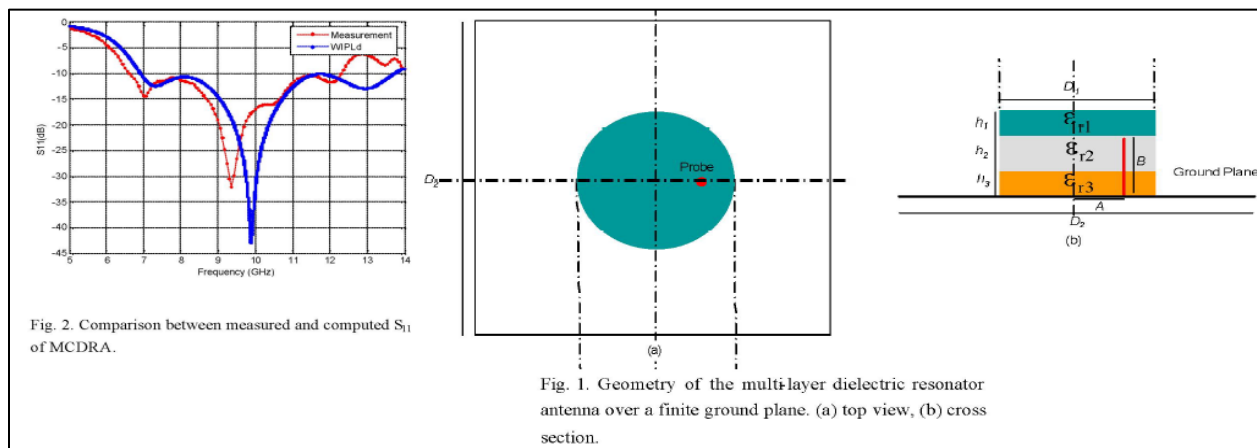 0
-5
-10
-15
-20
-25
-30
-35
-40
-45
S11(dB)
Measurement
WIPLd
5 6 7 8 9 10 11 12 13 14
Frequency (GHz)
Fig. 2. Comparison between measured and computed S11
of MCDRA.
D2
Probe
(a)
Fig. 1. Geometry of the multi-layer dielectric resonator
antenna over a finite ground plane. (a) top view, (b) cross
section.
D1
h1
εr1
h2
εr2
B
h3
εr3
Ground Plane
A
D2
(b)